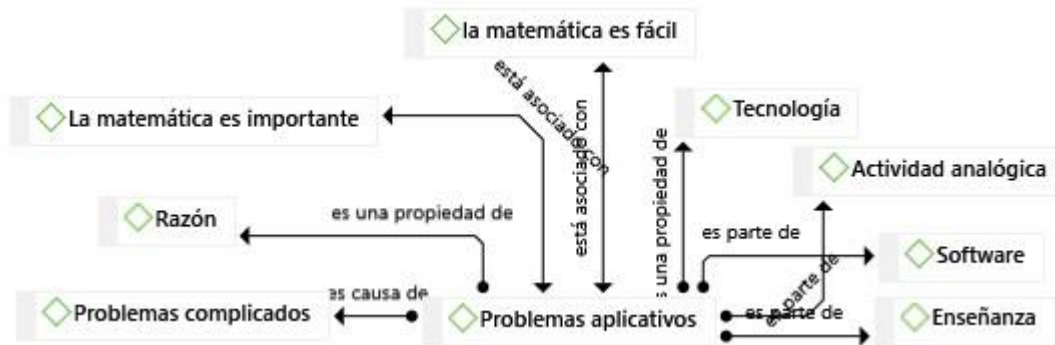 la matemática es fácil
está asociado con
está asociado con
La matemática es importante
Tecnología
es una propiedad de
Actividad analógica
Razón
es una propiedad de
es parte de
Software
es parte de
Problemas complicados
es causa de
Problemas aplicativos
es parte de
Enseñanza